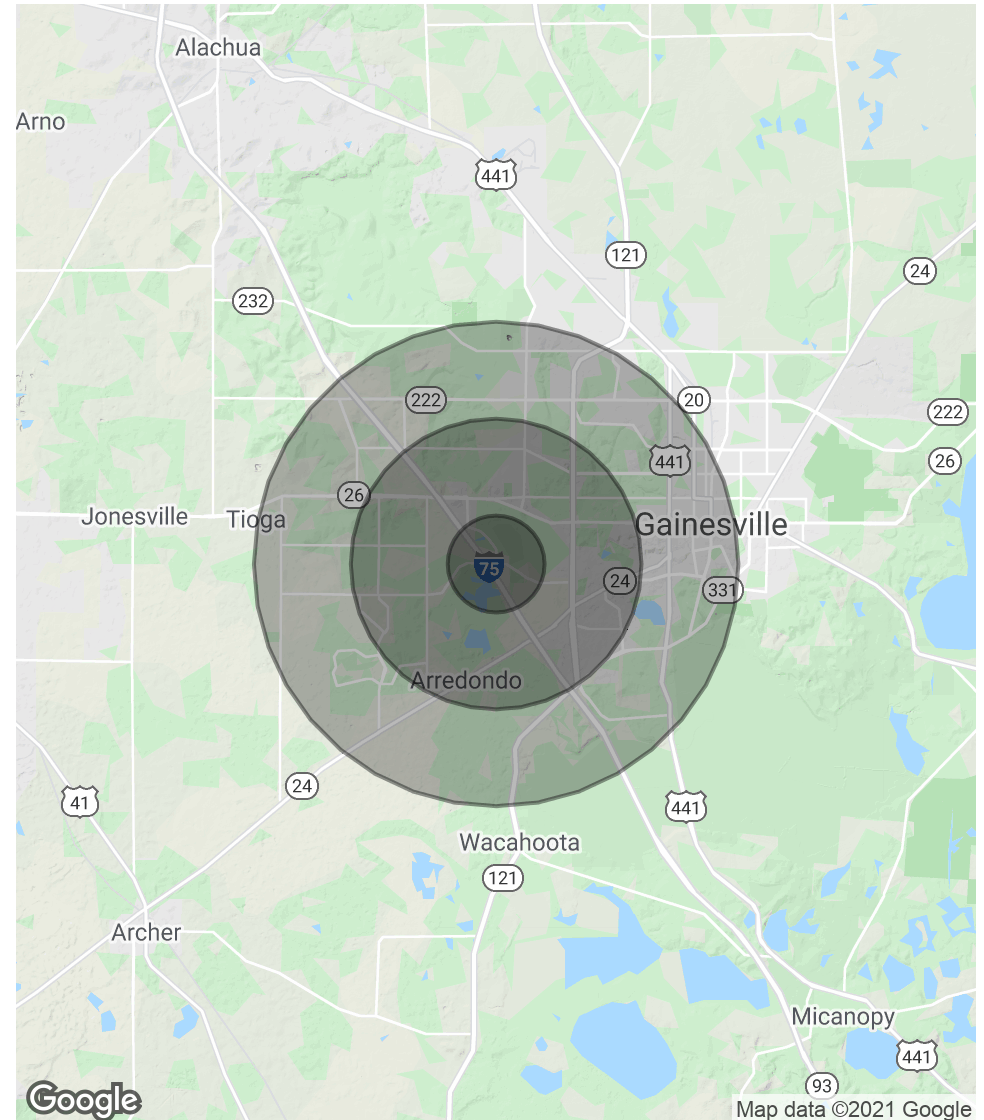 Alachua
Arno
441
121
24
232
222
20
222
441
26
26
Jonesville
Tioga
Gainesville
75
24
331
Arredondo
24
41
441
Wacahoota
121
Archer
Micanopy
441
93
Google
Map data ©2021 Google